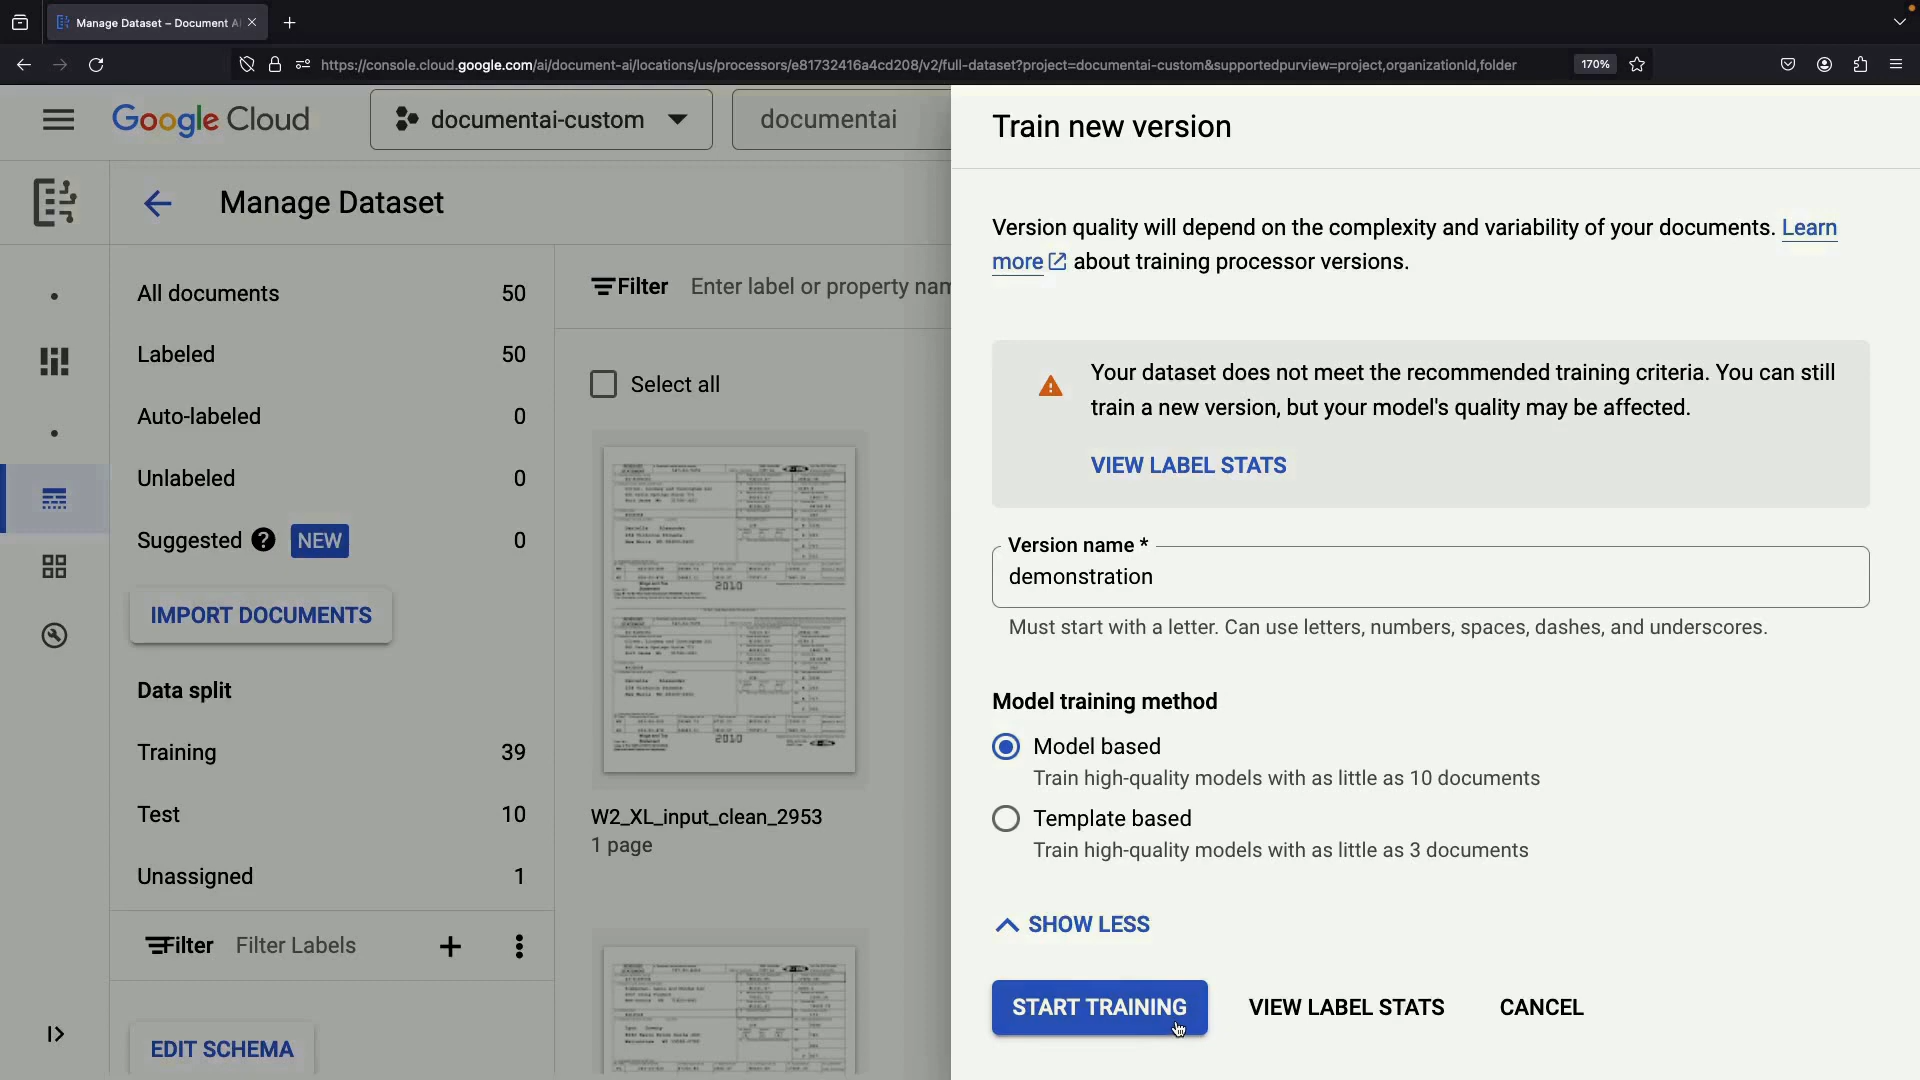 Manage Dataset – Document AI
https://console.cloud.google.com/ai/document-ai/locations/us/processors/e81732416a4cd208/v2/full-dataset?project=documentai-custom&supportedpurview=project,organizationId,folder
170%
Google Cloud
documentai-custom
documentai
Manage Dataset
All documents 50
Labeled 50
Auto-labeled 0
Unlabeled 0
Suggested NEW 0
IMPORT DOCUMENTS
Data split
Training 39
Test 10
Unassigned 1
Filter Filter Labels
EDIT SCHEMA
Filter Enter label or property nam
Select all
2010
2010
W2_XL_input_clean_2953
1 page
Train new version
Version quality will depend on the complexity and variability of your documents. Learn
more about training processor versions.
Your dataset does not meet the recommended training criteria. You can still
train a new version, but your model's quality may be affected.
VIEW LABEL STATS
Version name *
demonstration
Must start with a letter. Can use letters, numbers, spaces, dashes, and underscores.
Model training method
Model based
Train high-quality models with as little as 10 documents
Template based
Train high-quality models with as little as 3 documents
SHOW LESS
START TRAINING
VIEW LABEL STATS
CANCEL